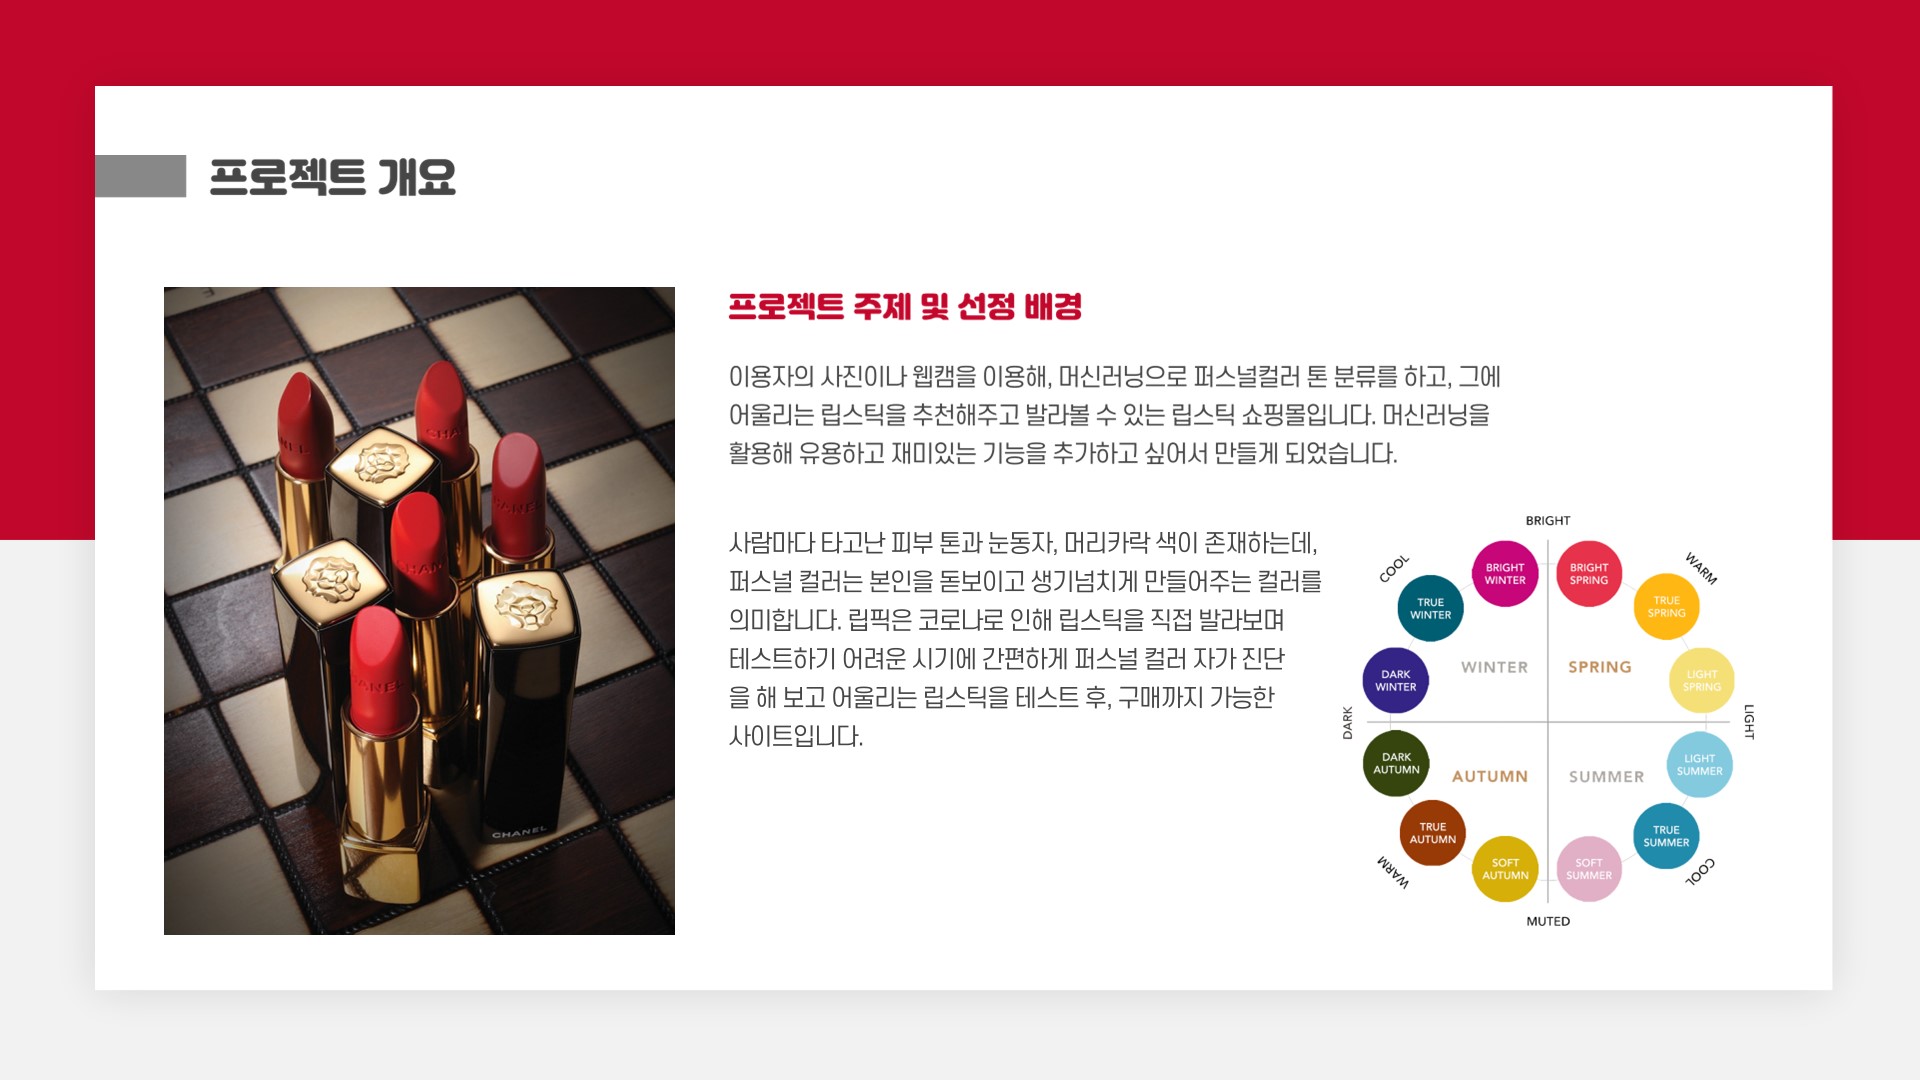 프로젝트 개요
프로젝트 주제 및 선정 배경
이용자의 사진이나 웹캠을 이용해, 머신러닝으로 퍼스널컬러 톤 분류를 하고, 그에
어울리는 립스틱을 추천해주고 발라볼 수 있는 립스틱 쇼핑몰입니다. 머신러닝을
활용해 유용하고 재미있는 기능을 추가하고 싶어서 만들게 되었습니다.
사람마다 타고난 피부 톤과 눈동자, 머리카락 색이 존재하는데,
퍼스널 컬러는 본인을 돋보이고 생기넘치게 만들어주는 컬러를
의미합니다. 립픽은 코로나로 인해 립스틱을 직접 발라보며
테스트하기 어려운 시기에 간편하게 퍼스널 컬러 자가 진단
을 해 보고 어울리는 립스틱을 테스트 후, 구매까지 가능한
사이트입니다.
BRIGHT
COOL
WARM
BRIGHT
WINTER
BRIGHT
SPRING
TRUE
WINTER
TRUE
SPRING
DARK
WINTER
WINTER
SPRING
LIGHT
SPRING
DARK
LIGHT
DARK
AUTUMN
AUTUMN
SUMMER
LIGHT
SUMMER
TRUE
AUTUMN
TRUE
SUMMER
SOFT
AUTUMN
SOFT
SUMMER
WARM
COOL
MUTED
CHANEL